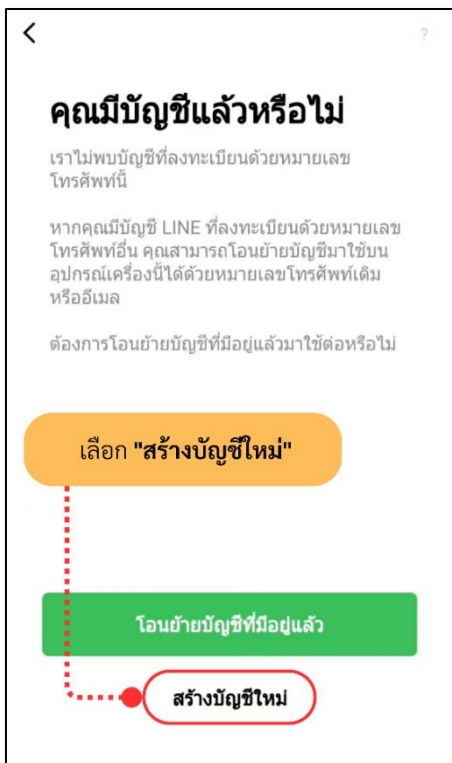 ?
คุณมีบัญชีแล้วหรือไม่
เราไม่พบบัญชีที่ลงทะเบียนด้วยหมายเลข
โทรศัพท์นี้
หากคุณมีบัญชี LINE ที่ลงทะเบียนด้วยหมายเลข
โทรศัพท์อื่น คุณสามารถโอนย้ายบัญชีมาใช้บน
อุปกรณ์เครื่องนี้ได้ด้วยหมายเลขโทรศัพท์เดิม
หรืออีเมล
ต้องการโอนย้ายบัญชีที่มีอยู่แล้วมาใช้ต่อหรือไม่
เลือก "สร้างบัญชีใหม่"
โอนย้ายบัญชีที่มีอยู่แล้ว
สร้างบัญชีใหม่